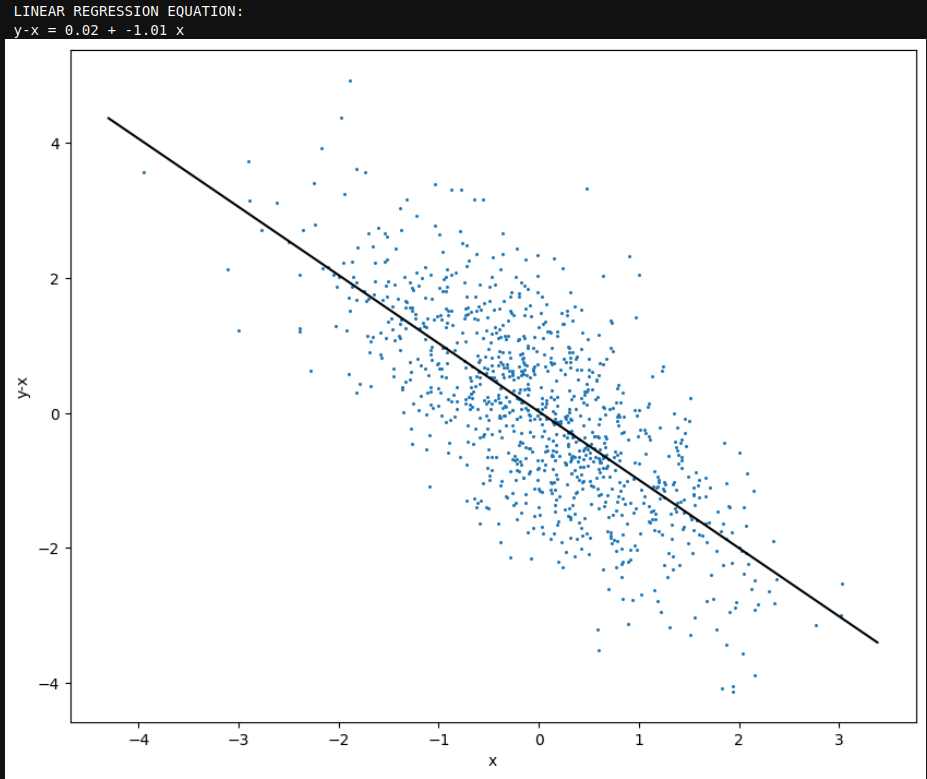 LINEAR REGRESSION EQUATION:
y-x = 0.02 + -1.01 x
4
2
0
−2
−4
y-x
−4 −3 −2 −1 0 1 2 3
x